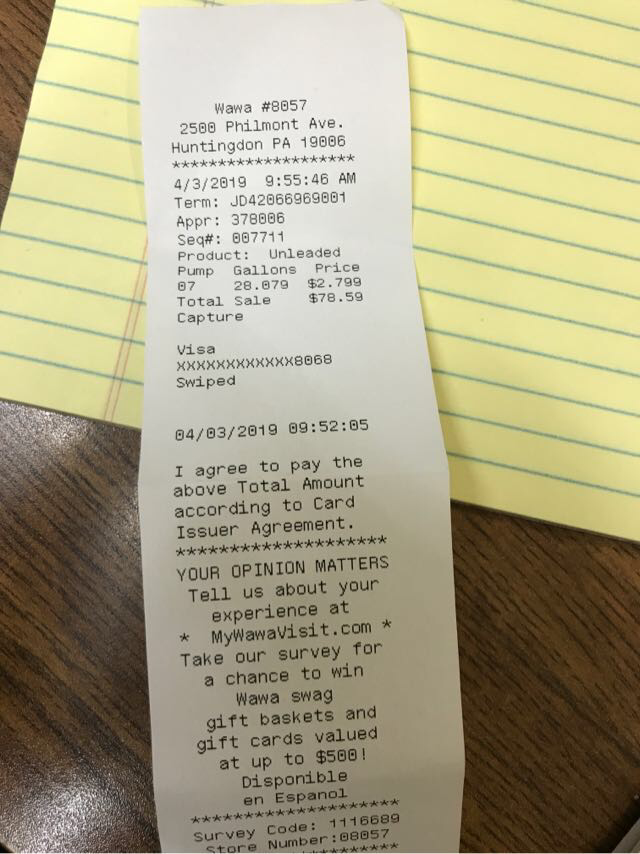 Wawa #8057
2500 Philmont Ave.
Huntingdon PA 19006
********************
4/3/2019 9:55:46 AM
Term: JD42066969001
Appr: 378006
Seq#: 007711
Product: Unleaded
Pump Gallons Price
07 28.079 $2.799
Total Sale $78.59
Capture
Visa
XXXXXXXXXXXX8068
Swiped
04/03/2019 09:52:05
I agree to pay the
above Total Amount
according to Card
Issuer Agreement.
********************
YOUR OPINION MATTERS
Tell us about your
experience at
* MyWawaVisit.com *
Take our survey for
a chance to win
Wawa swag
gift baskets and
gift cards valued
at up to $500!
Disponible
en Espanol
********************
Survey Code: 1116689
Store Number:08057
********************